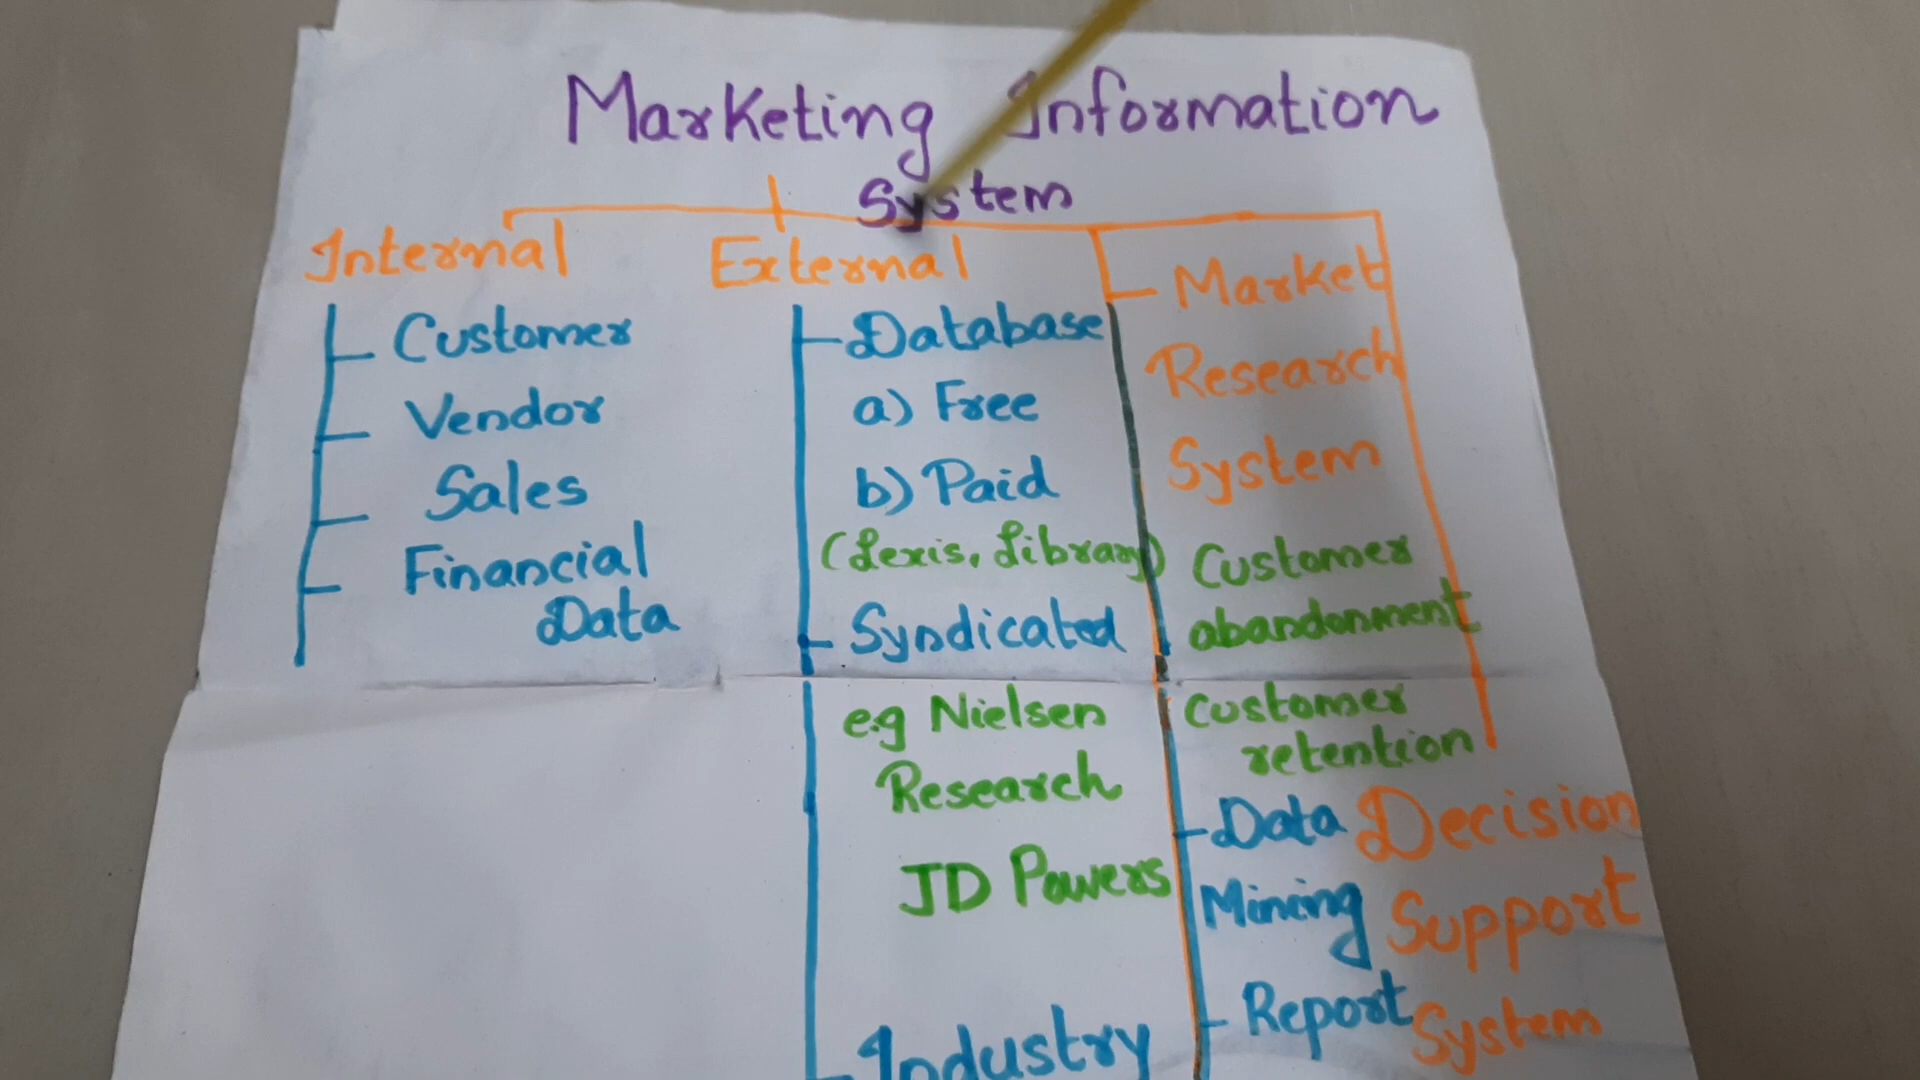 Marketing Information
System
Internal
Customer
Vendor
Sales
Financial
Data
External
Database
a) Free
b) Paid
(Lexis, Library)
Syndicated
e.g Nielsen
Research
JD Powers
Industry
Market
Research
System
Customer
abandonment
Customer
retention
Data
Mining
Report
Decision
Support
System